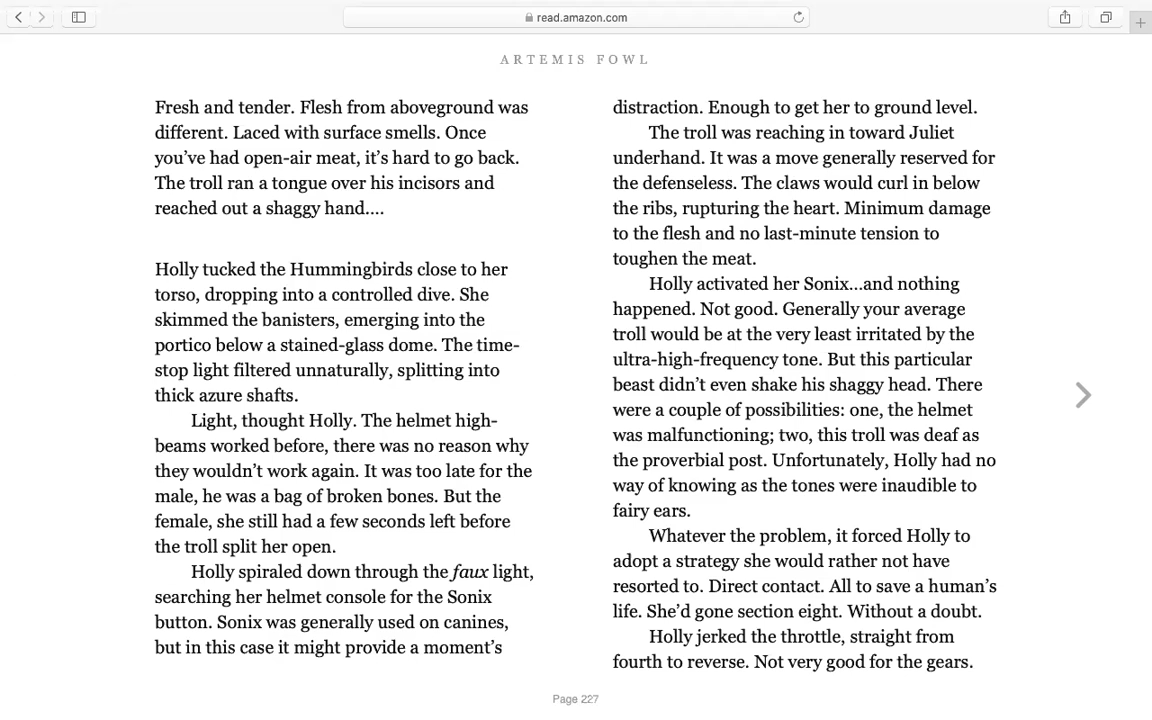 read.amazon.com
ARTEMIS FOWL
Fresh and tender. Flesh from aboveground was
different. Laced with surface smells. Once
you’ve had open-air meat, it’s hard to go back.
The troll ran a tongue over his incisors and
reached out a shaggy hand....
Holly tucked the Hummingbirds close to her
torso, dropping into a controlled dive. She
skimmed the banisters, emerging into the
portico below a stained-glass dome. The time-
stop light filtered unnaturally, splitting into
thick azure shafts.
Light, thought Holly. The helmet high-
beams worked before, there was no reason why
they wouldn’t work again. It was too late for the
male, he was a bag of broken bones. But the
female, she still had a few seconds left before
the troll split her open.
Holly spiraled down through the faux light,
searching her helmet console for the Sonix
button. Sonix was generally used on canines,
but in this case it might provide a moment’s
distraction. Enough to get her to ground level.
The troll was reaching in toward Juliet
underhand. It was a move generally reserved for
the defenseless. The claws would curl in below
the ribs, rupturing the heart. Minimum damage
to the flesh and no last-minute tension to
toughen the meat.
Holly activated her Sonix...and nothing
happened. Not good. Generally your average
troll would be at the very least irritated by the
ultra-high-frequency tone. But this particular
beast didn’t even shake his shaggy head. There
were a couple of possibilities: one, the helmet
was malfunctioning; two, this troll was deaf as
the proverbial post. Unfortunately, Holly had no
way of knowing as the tones were inaudible to
fairy ears.
Whatever the problem, it forced Holly to
adopt a strategy she would rather not have
resorted to. Direct contact. All to save a human’s
life. She’d gone section eight. Without a doubt.
Holly jerked the throttle, straight from
fourth to reverse. Not very good for the gears.
Page 227